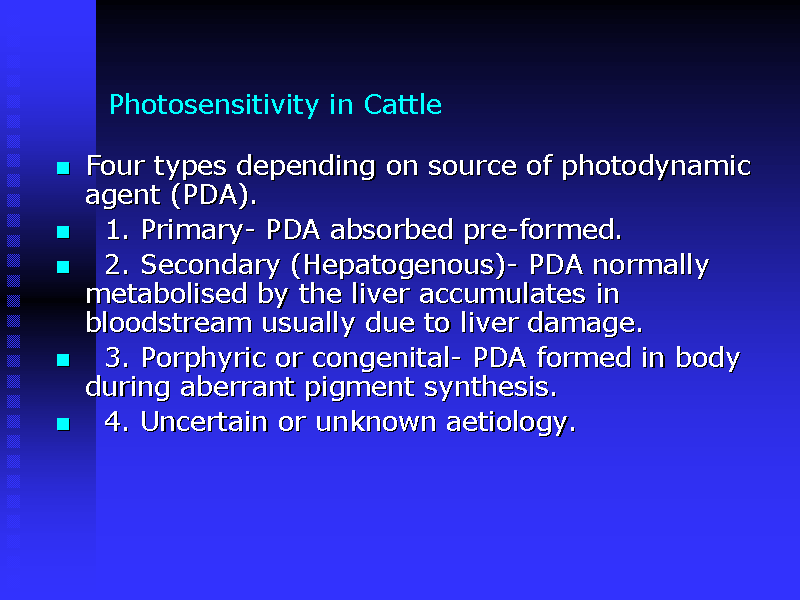 Photosensitivity in Cattle
Four types depending on source of photodynamic
agent (PDA).
1. Primary- PDA absorbed pre-formed.
2. Secondary (Hepatogenous)- PDA normally
metabolised by the liver accumulates in
bloodstream usually due to liver damage.
3. Porphyric or congenital- PDA formed in body
during aberrant pigment synthesis.
4. Uncertain or unknown aetiology.